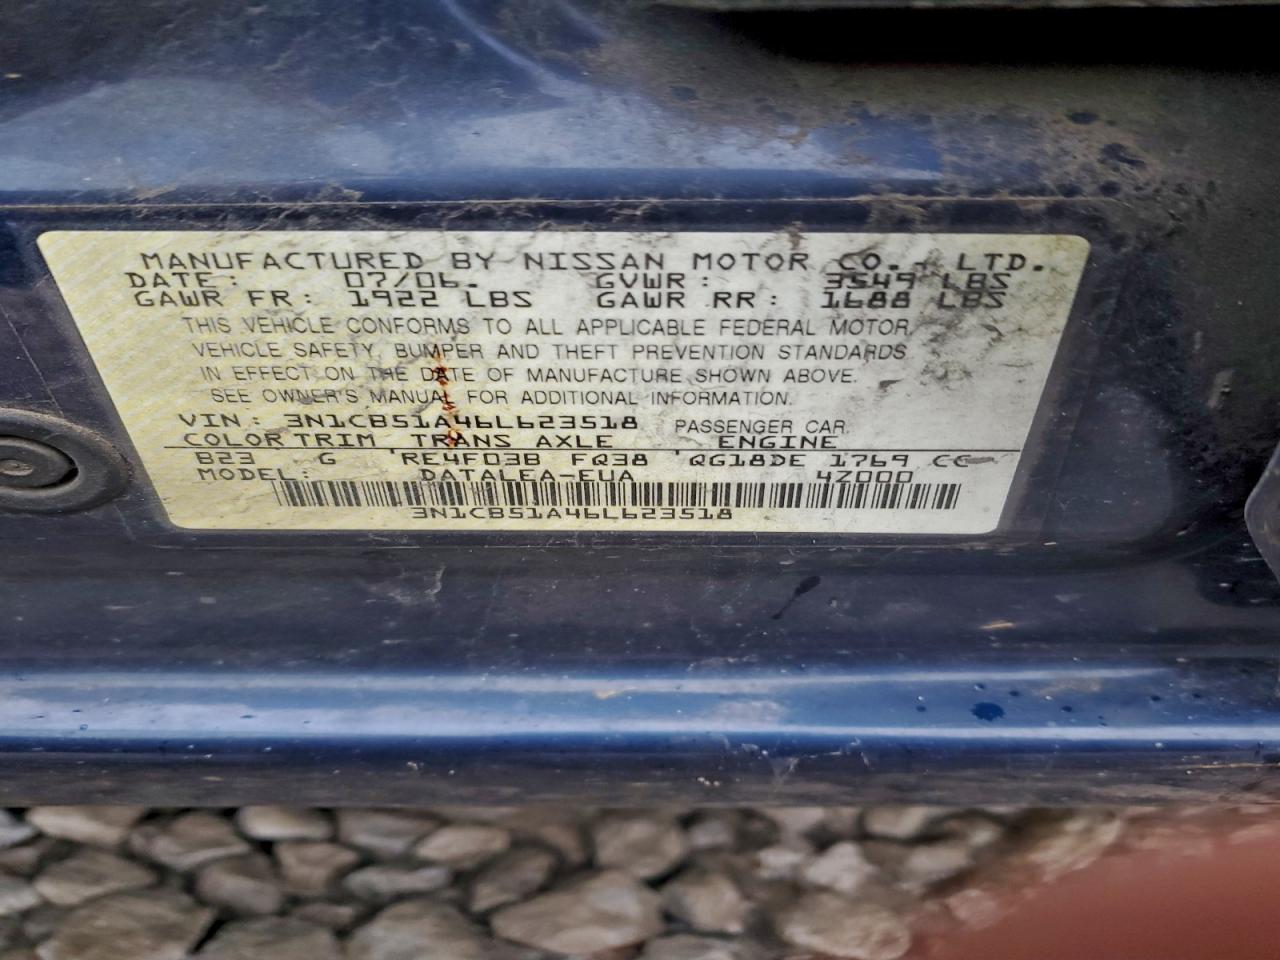 MANUFACTURED BY NISSAN MOTOR CO., LTD.
DATE: 07/06. GVWR: 3549 LBS
GAWR FR: 1922 LBS GAWR RR: 1688 LBS
THIS VEHICLE CONFORMS TO ALL APPLICABLE FEDERAL MOTOR
VEHICLE SAFETY, BUMPER AND THEFT PREVENTION STANDARDS
IN EFFECT ON THE DATE OF MANUFACTURE SHOWN ABOVE.
SEE OWNER'S MANUAL FOR ADDITIONAL INFORMATION.
VIN: 3N1CB51A46L623518 PASSENGER CAR
COLOR TRIM TRANS AXLE ENGINE
B23 G RE4F03B FQ38 QG18DE 1769 CC
MODEL: DATALEA-EUA 4Z000
3N1CB51A46L623518